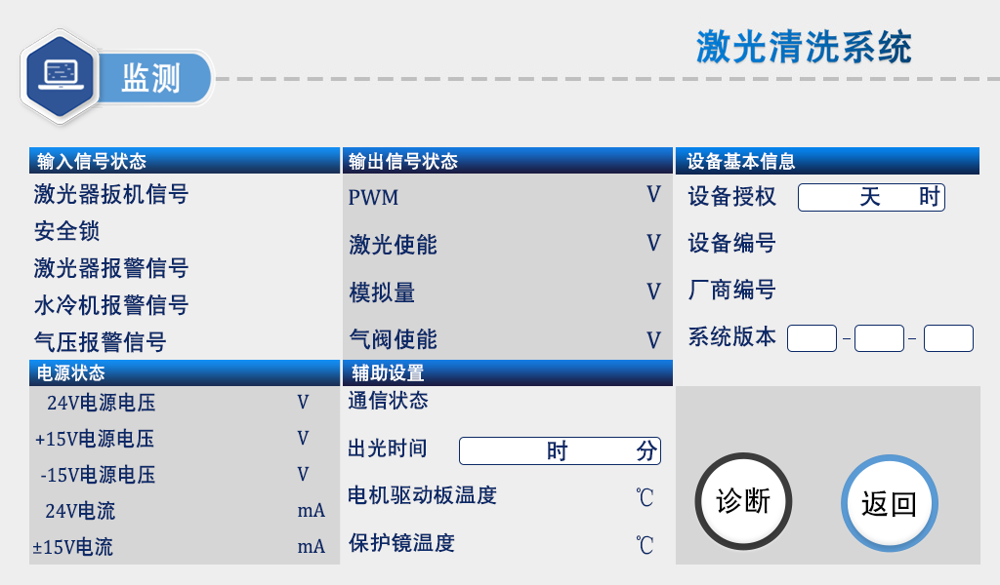 激光清洗系统
监测
输入信号状态
激光器扳机信号
安全锁
激光器报警信号
水冷机报警信号
气压报警信号
输出信号状态
PWM V
激光使能 V
模拟量 V
气阀使能 V
设备基本信息
设备授权 天 时
设备编号
厂商编号
系统版本 - -
电源状态
24V电源电压 V
+15V电源电压 V
-15V电源电压 V
24V电流 mA
±15V电流 mA
辅助设置
通信状态
出光时间 时 分
电机驱动板温度 ℃
保护镜温度 ℃
诊断
返回